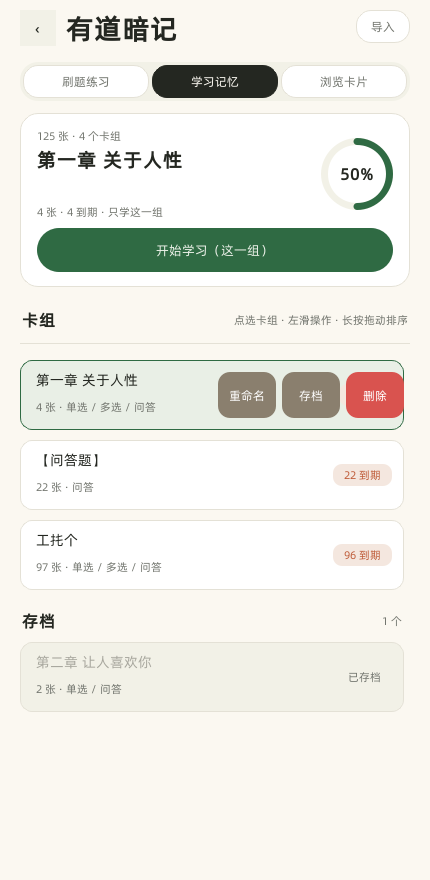 ‹ 有道暗记 导入
刷题练习 学习记忆 浏览卡片
125 张 · 4 个卡组
第一章 关于人性
50%
4 张 · 4 到期 · 只学这一组
开始学习（这一组）
卡组 点选卡组 · 左滑操作 · 长按拖动排序
第一章 关于人性
4 张 · 单选 / 多选 / 问答
重命名 存档 删除
【问答题】
22 张 · 问答
22 到期
工扥个
97 张 · 单选 / 多选 / 问答
96 到期
存档 1 个
第二章 让人喜欢你
2 张 · 单选 / 问答
已存档